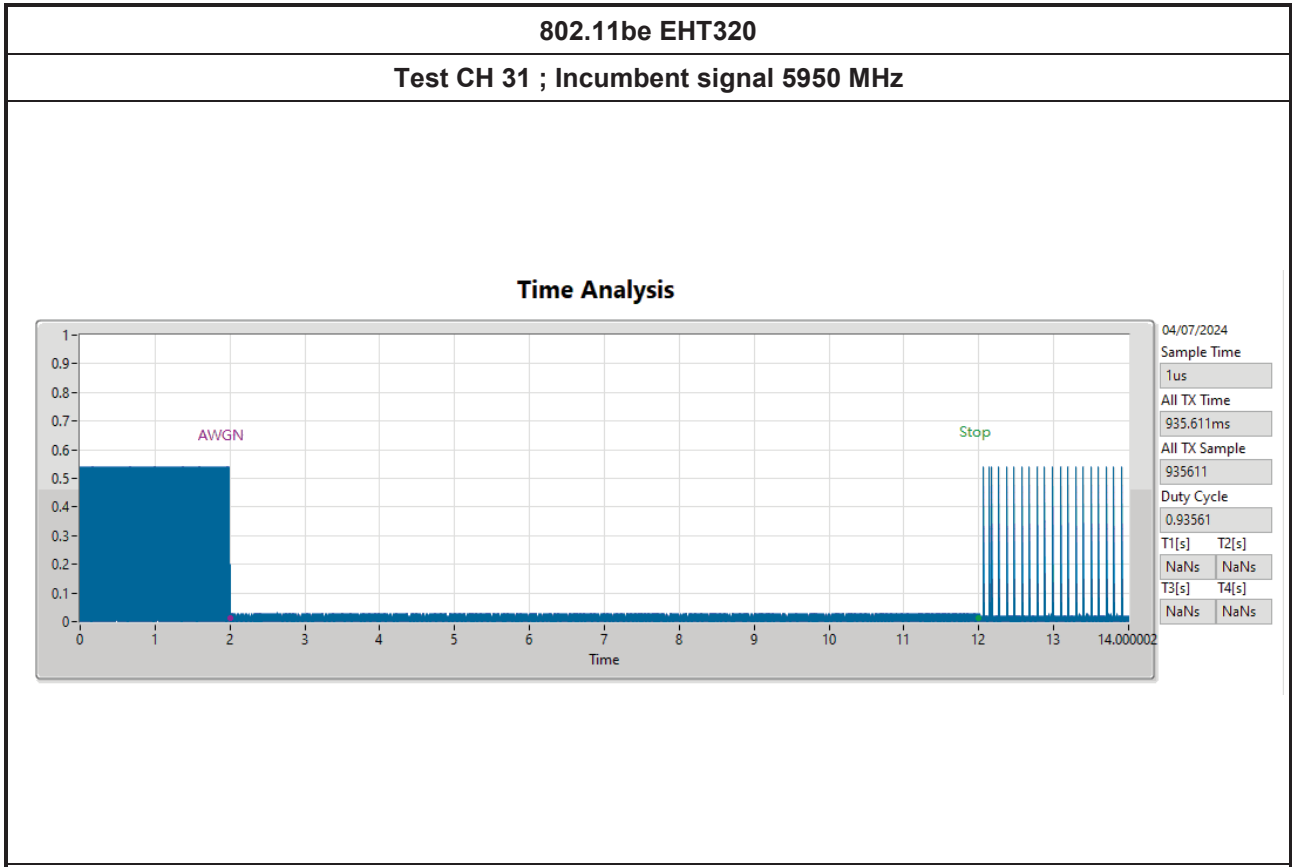 802.11be EHT320
Test CH 31 ; Incumbent signal 5950 MHz
Time Analysis
1
0.9
0.8
0.7
0.6
0.5
0.4
0.3
0.2
0.1
0
AWGN
Stop
0 1 2 3 4 5 6 7 8 9 10 11 12 13 14.000002
Time
04/07/2024
Sample Time
1us
All TX Time
935.611ms
All TX Sample
935611
Duty Cycle
0.93561
T1[s] T2[s]
NaNs NaNs
T3[s] T4[s]
NaNs NaNs